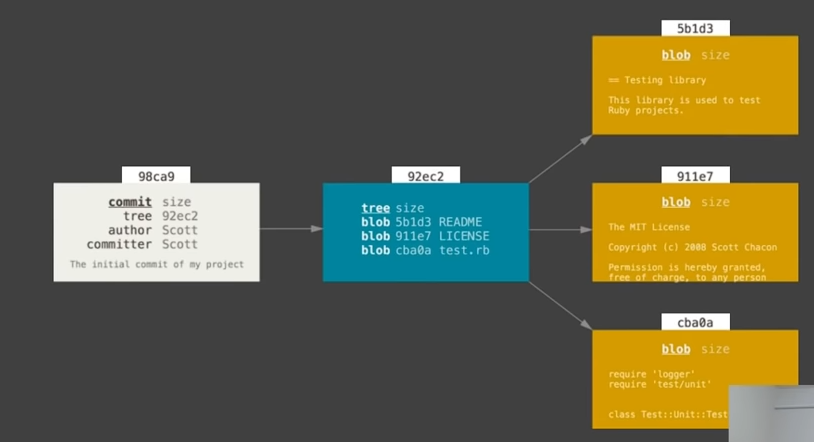 98ca9
commit size
tree 92ec2
author Scott
committer Scott
The initial commit of my project
92ec2
tree size
blob 5b1d3 README
blob 911e7 LICENSE
blob cba0a test.rb
5b1d3
blob size
== Testing library
This library is used to test
Ruby projects.
911e7
blob size
The MIT License
Copyright (c) 2008 Scott Chacon
Permission is hereby granted,
free of charge, to any person
cba0a
blob size
require 'logger'
require 'test/unit'
class Test::Unit::Test